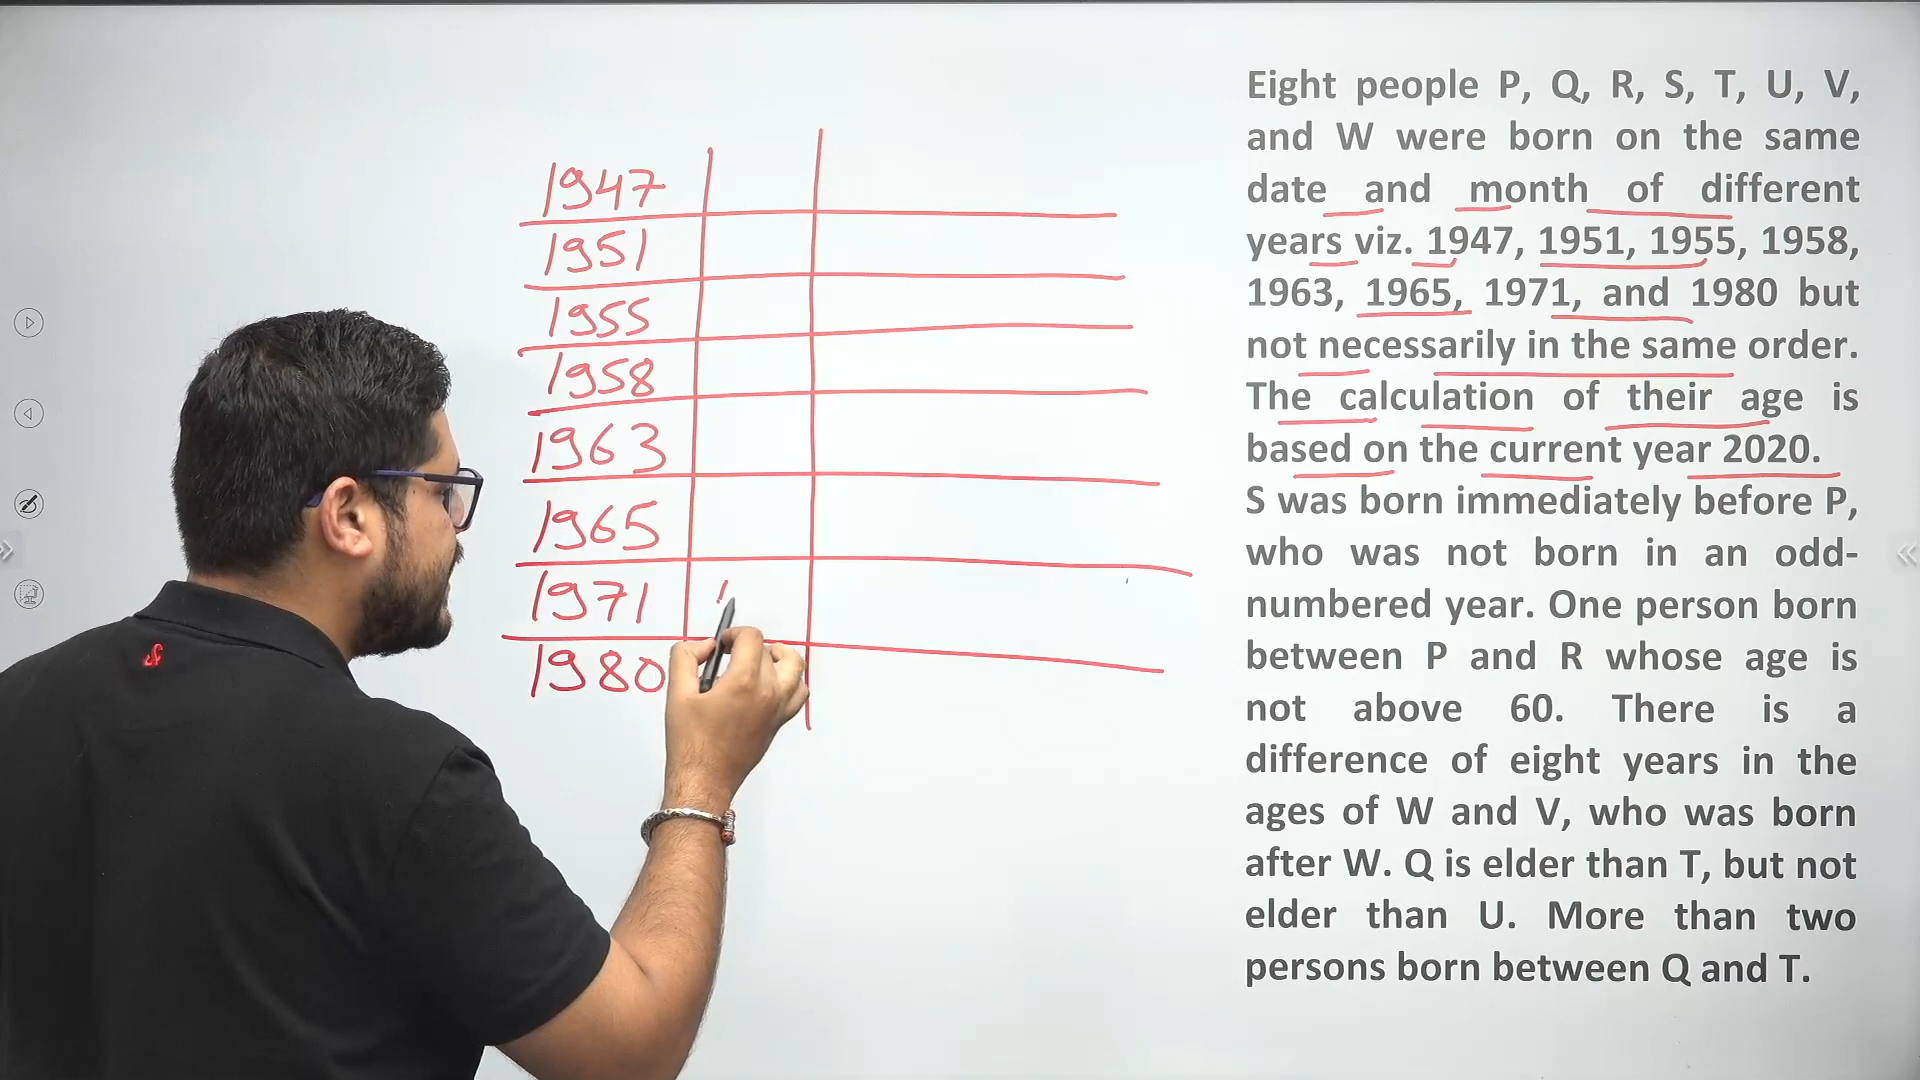 1947
1951
1955
1958
1963
1965
1971
1980
Eight people P, Q, R, S, T, U, V,
and W were born on the same
date and month of different
years viz. 1947, 1951, 1955, 1958,
1963, 1965, 1971, and 1980 but
not necessarily in the same order.
The calculation of their age is
based on the current year 2020.
S was born immediately before P,
who was not born in an odd-
numbered year. One person born
between P and R whose age is
not above 60. There is a
difference of eight years in the
ages of W and V, who was born
after W. Q is elder than T, but not
elder than U. More than two
persons born between Q and T.